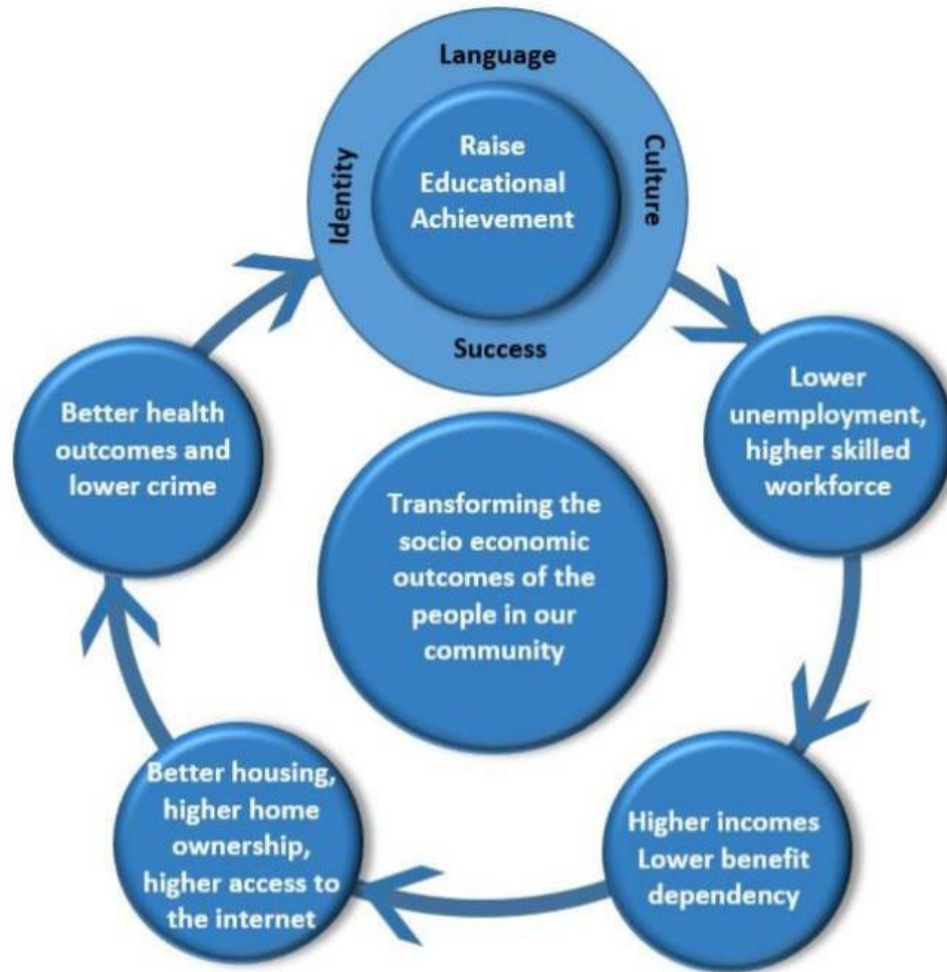 Language
Identity
Culture
Success
Raise
Educational
Achievement
Lower
unemployment,
higher skilled
workforce
Higher incomes
Lower benefit
dependency
Better housing,
higher home
ownership,
higher access to
the internet
Better health
outcomes and
lower crime
Transforming the
socio economic
outcomes of the
people in our
community